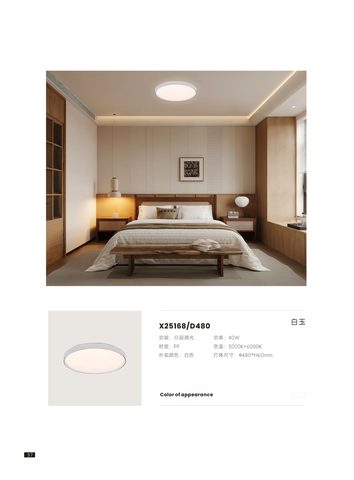 X25168/D480
白玉
功能：分段调光
功率：40W
材质：PP
色温：3000K-6000K
外观颜色：白色
灯体尺寸：Φ480*H60mm
Color of appearance
57